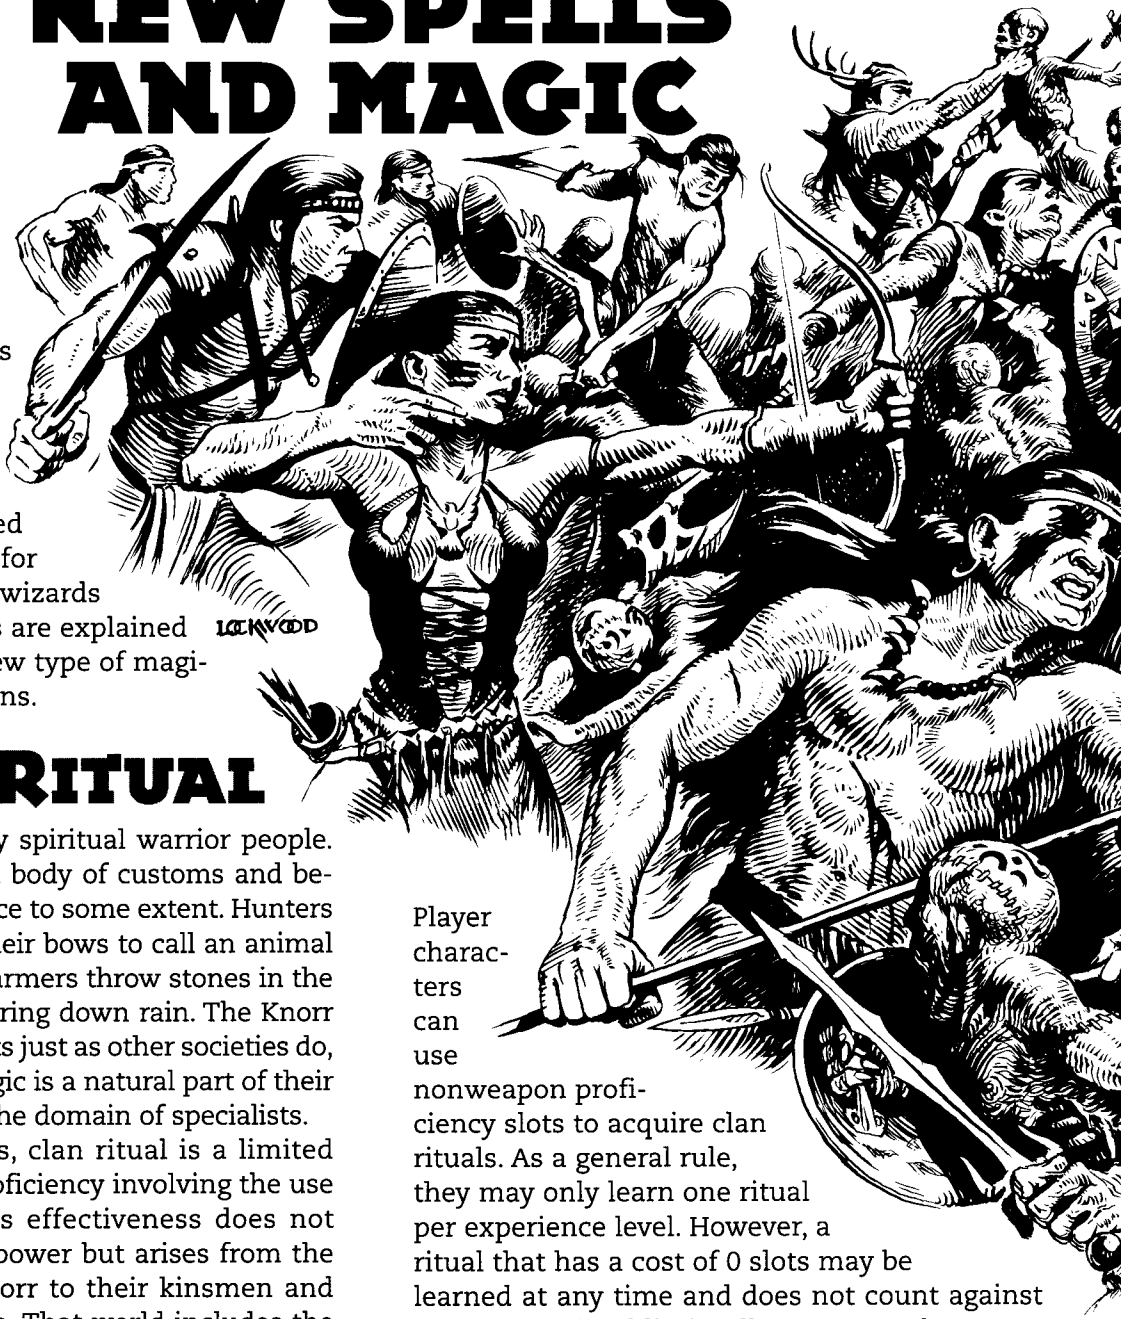 NEW SPELLS
AND MAGIC
s
ed
for
wizards
s are explained
ew type of magi-
ns.
LOCKWOOD
RITUAL
y spiritual warrior people.
body of customs and be-
ce to some extent. Hunters
heir bows to call an animal
armers throw stones in the
ring down rain. The Knorr
ts just as other societies do,
gic is a natural part of their
he domain of specialists.
s, clan ritual is a limited
oficiency involving the use
s effectiveness does not
power but arises from the
orr to their kinsmen and
That world includes the
Player
charac-
ters
can
use
nonweapon profi-
ciency slots to acquire clan
rituals. As a general rule,
they may only learn one ritual
per experience level. However, a
ritual that has a cost of 0 slots may be
learned at any time and does not count against